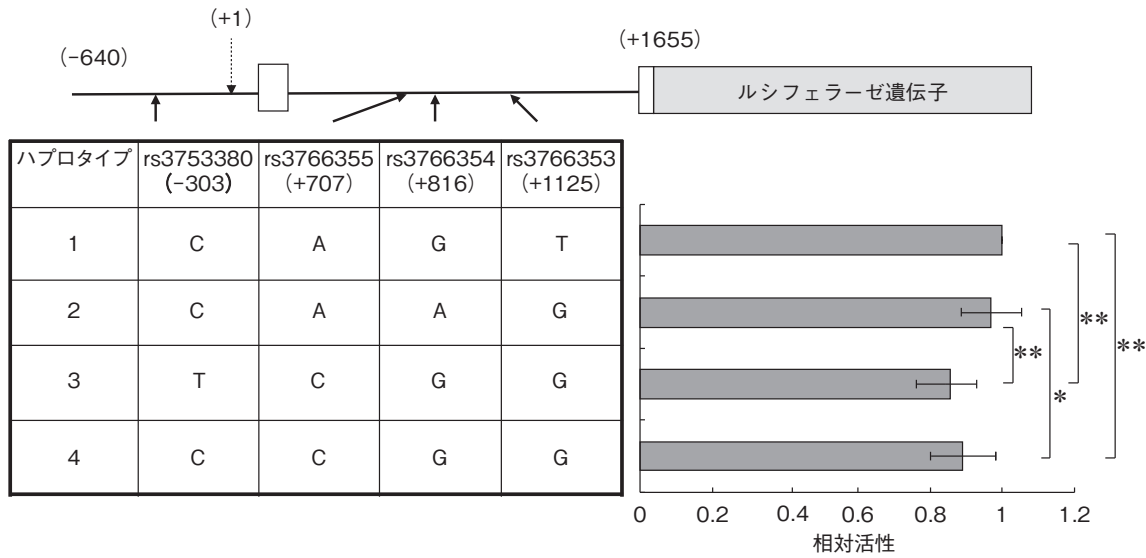 (+1)
(+1655)
(-640)
ルシフェラーゼ遺伝子
ハプロタイプ rs3753380 rs3766355 rs3766354 rs3766353
(-303) (+707) (+816) (+1125)
1 C A G T
2 C A A G
3 T C G G
4 C C G G
**
**
**
*
0 0.2 0.4 0.6 0.8 1 1.2
相対活性